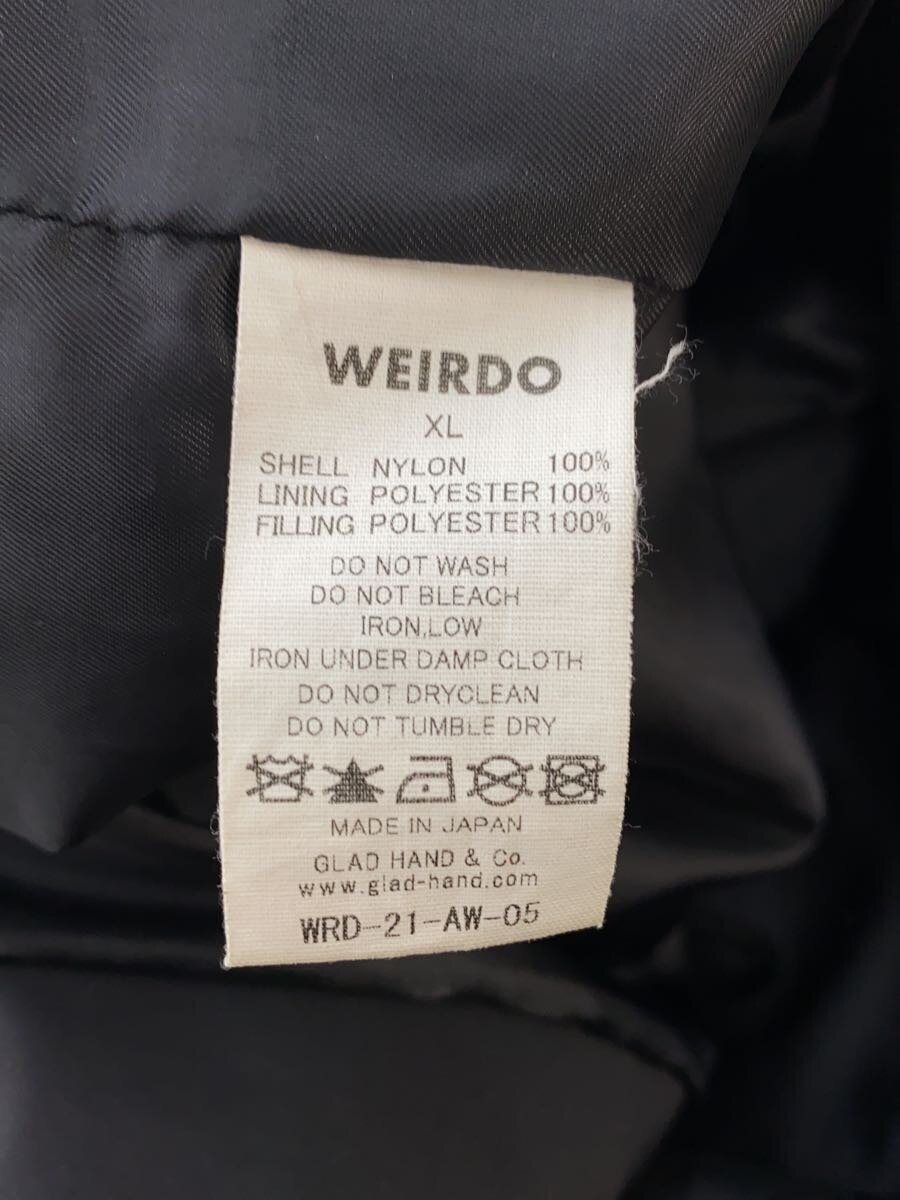 WEIRDO
XL
SHELL NYLON 100%
LINING POLYESTER 100%
FILLING POLYESTER 100%
DO NOT WASH
DO NOT BLEACH
IRON,LOW
IRON UNDER DAMP CLOTH
DO NOT DRYCLEAN
DO NOT TUMBLE DRY
MADE IN JAPAN
GLAD HAND & Co.
www.glad-hand.com
WRD-21-AW-05